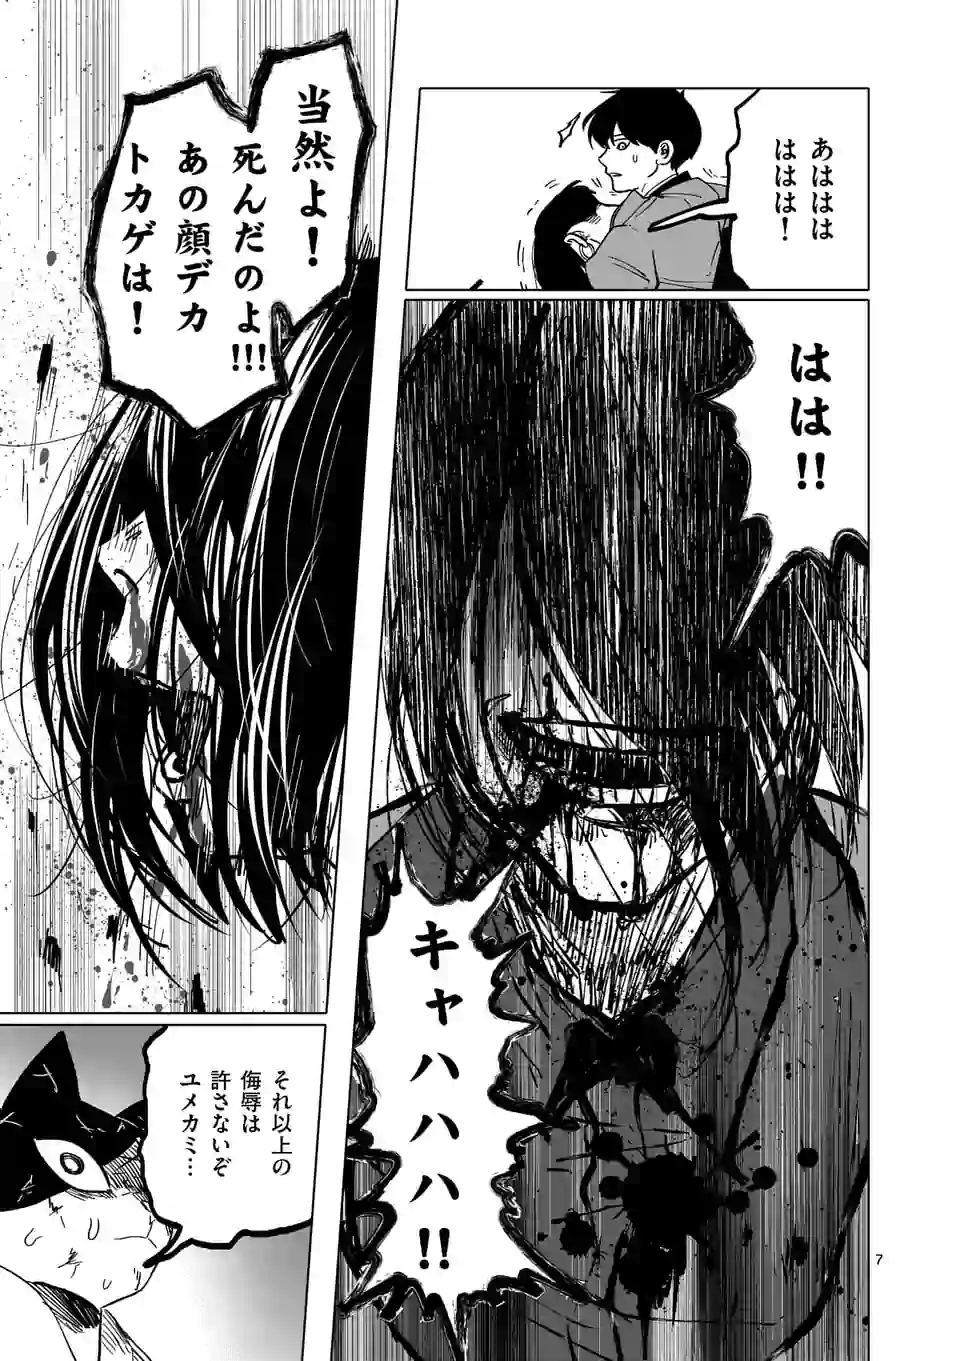 あははは
ははは！
はは!!
キャハハハ!!
当然よ！
死んだのよ!!!
あの顔デカ
トカゲは！
それ以上の
侮辱は
許さないぞ
ユメカミ…
7